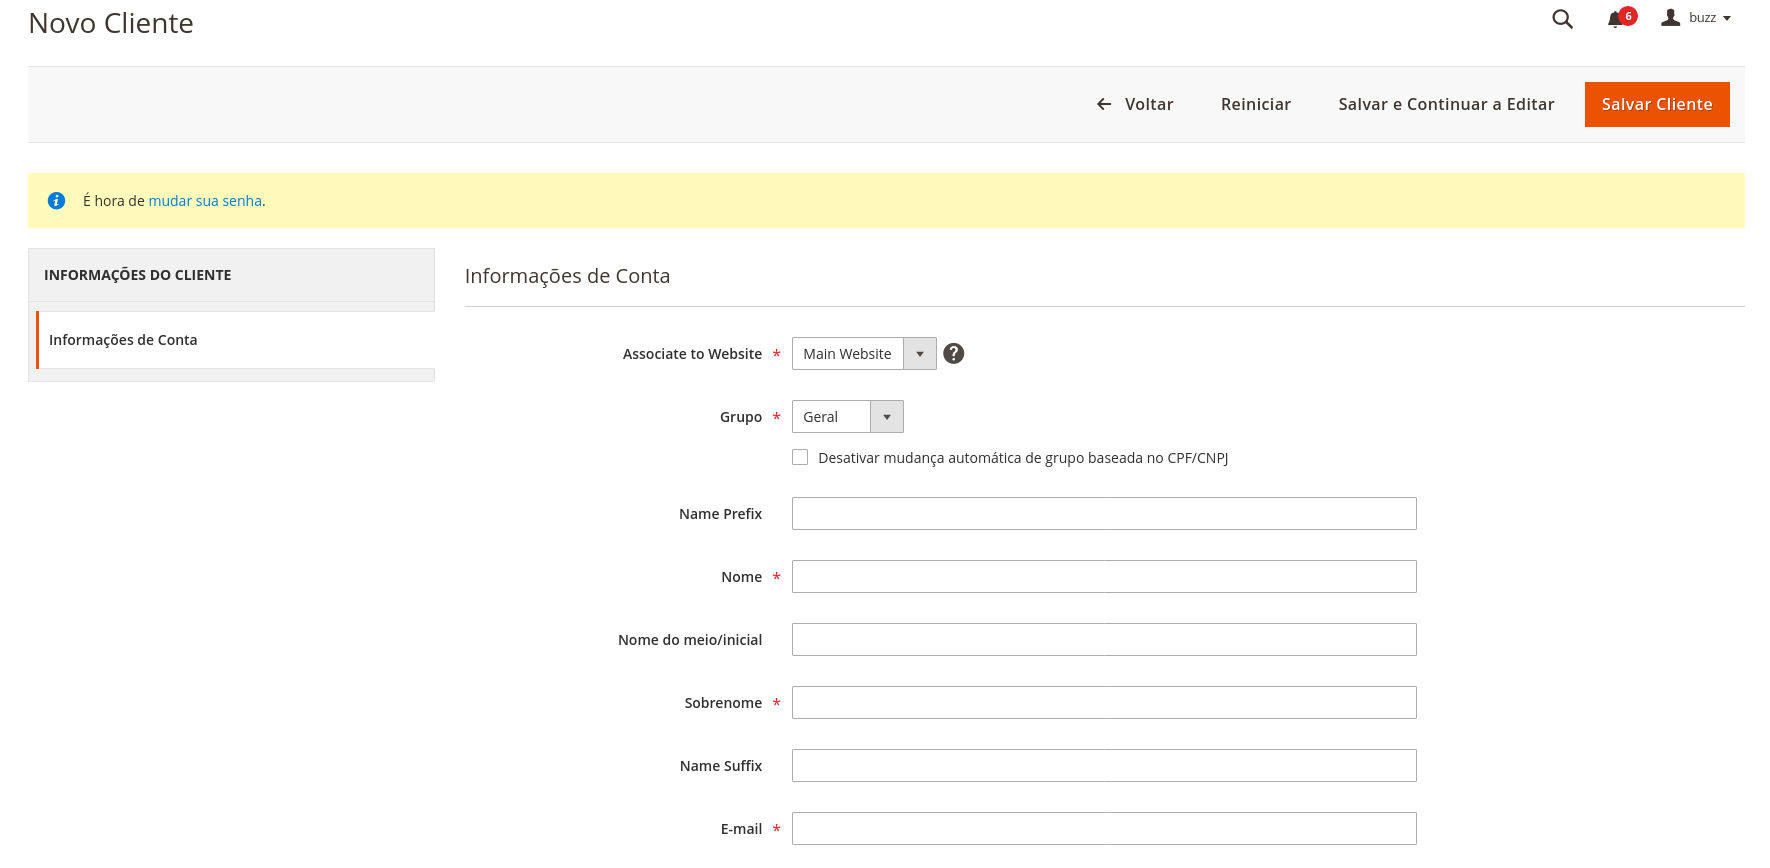 Novo Cliente
6
buzz
Voltar
Reiniciar
Salvar e Continuar a Editar
Salvar Cliente
É hora de mudar sua senha.
INFORMAÇÕES DO CLIENTE
Informações de Conta
Informações de Conta
Associate to Website *
Main Website
Grupo *
Geral
Desativar mudança automática de grupo baseada no CPF/CNPJ
Name Prefix
Nome *
Nome do meio/inicial
Sobrenome *
Name Suffix
E-mail *